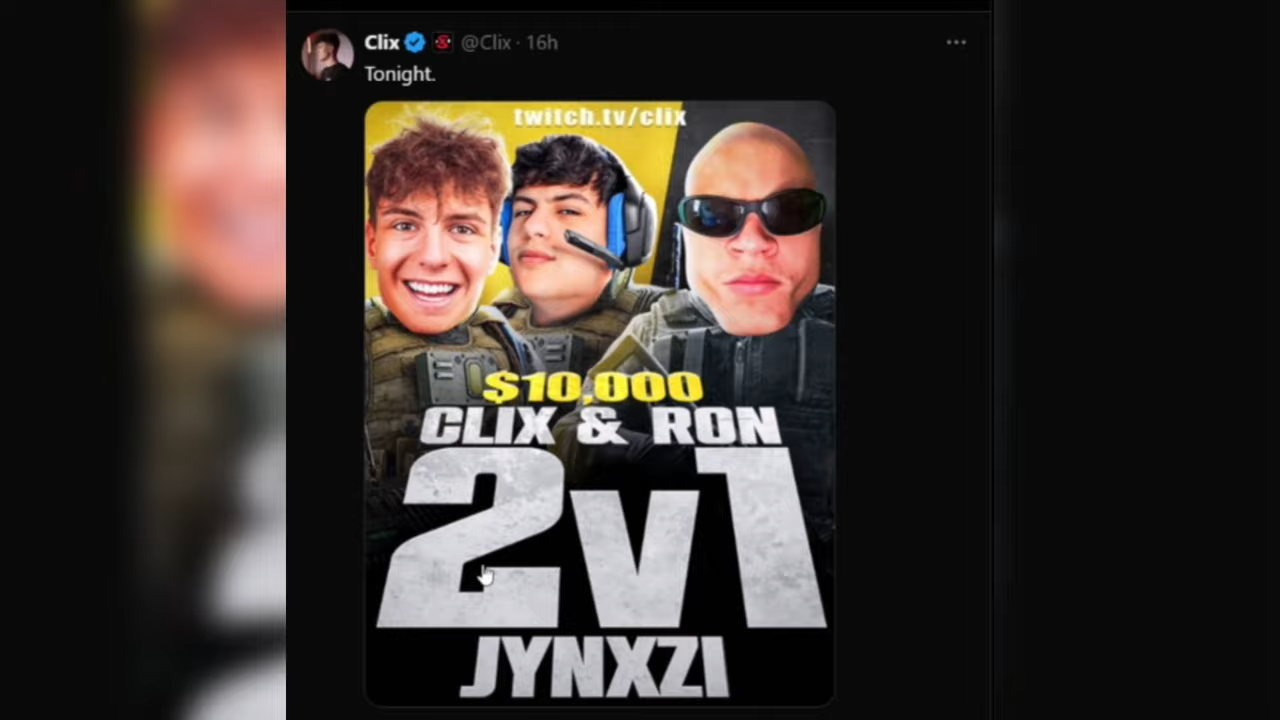 Clix @Clix · 16h
Tonight.
twitch.tv/clix
$10,000
CLIX & RON
2v1
JYNXZI